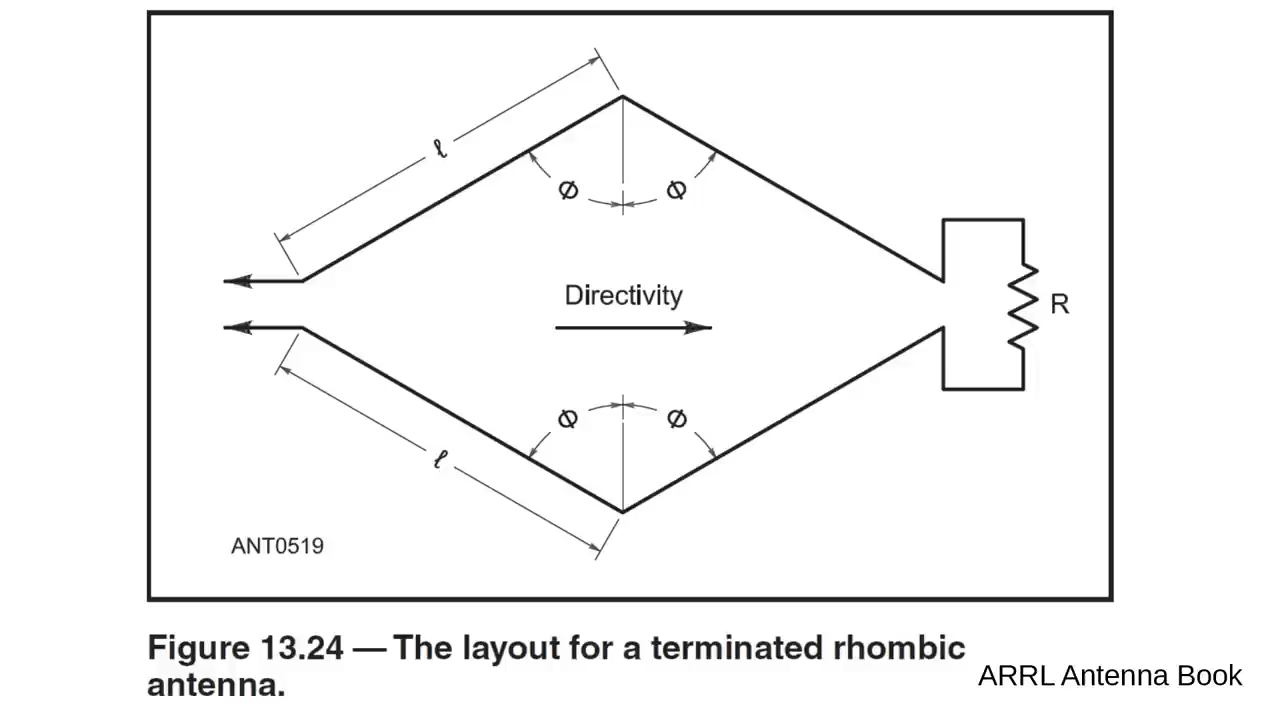 ℓ
Ø Ø
Directivity
R
Ø Ø
ℓ
ANT0519
Figure 13.24 — The layout for a terminated rhombic
antenna.
ARRL Antenna Book